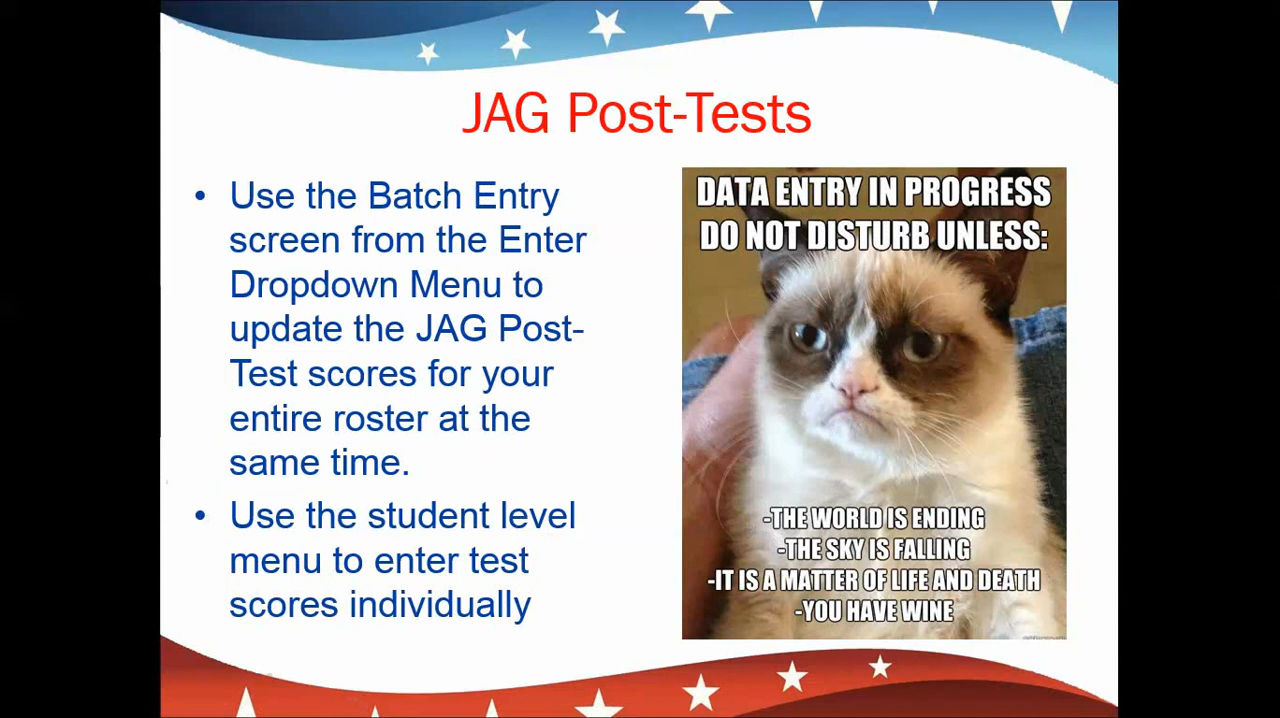 JAG Post-Tests
• Use the Batch Entry
screen from the Enter
Dropdown Menu to
update the JAG Post-
Test scores for your
entire roster at the
same time.
• Use the student level
menu to enter test
scores individually
DATA ENTRY IN PROGRESS
DO NOT DISTURB UNLESS:
-THE WORLD IS ENDING
-THE SKY IS FALLING
-IT IS A MATTER OF LIFE AND DEATH
-YOU HAVE WINE